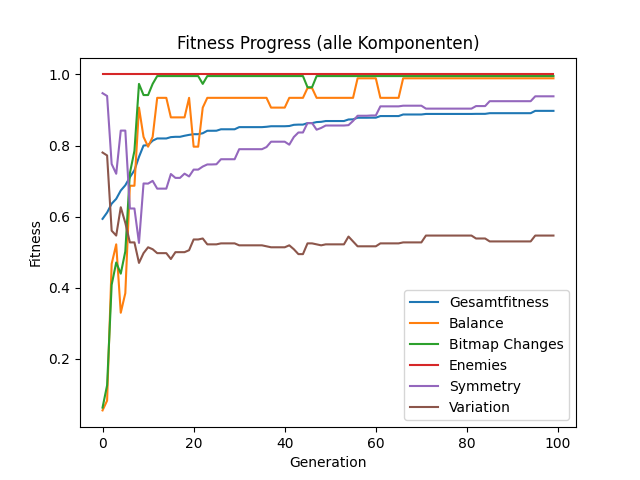 Fitness Progress (alle Komponenten)
1.0
0.8
0.6
0.4
0.2
Fitness
Gesamtfitness
Balance
Bitmap Changes
Enemies
Symmetry
Variation
0 20 40 60 80 100
Generation